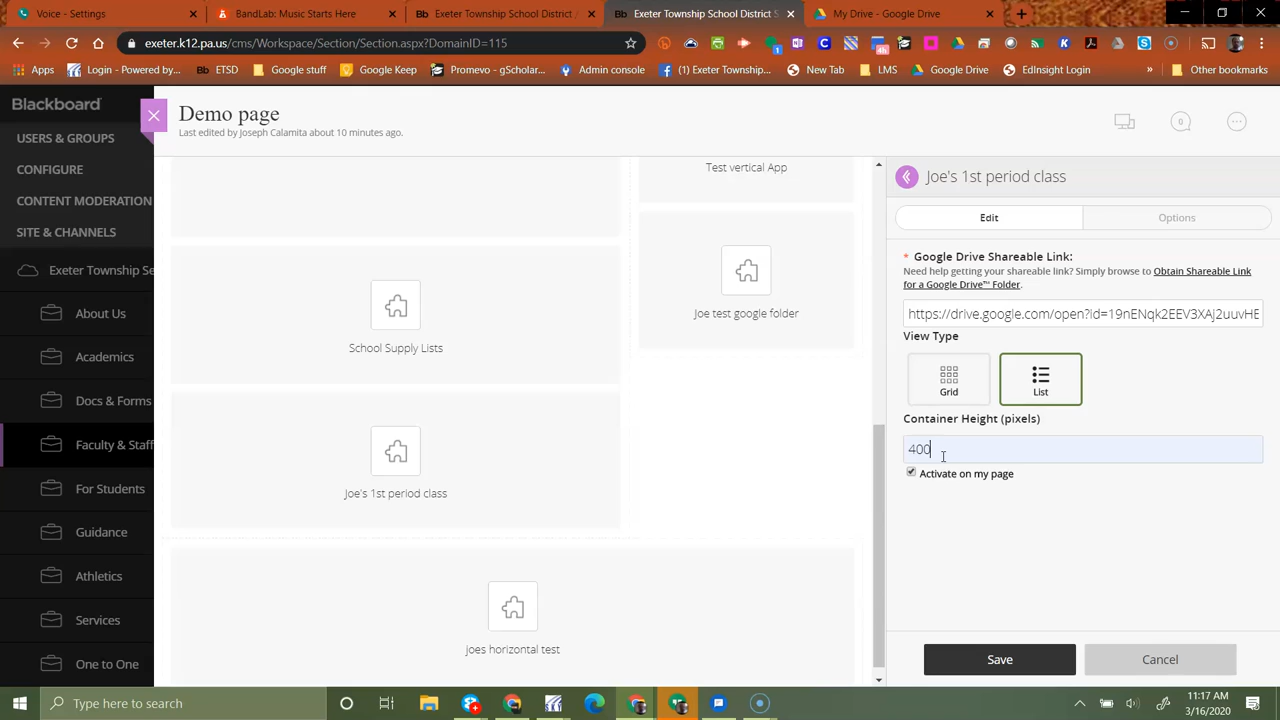 Voice - Calamita
BandLab: Music Starts Here
Exeter Township School District /
Exeter Township School District S
My Drive - Google Drive
exeter.k12.pa.us/cms/Workspace/Section/Section.aspx?DomainID=115
Apps
Login - Powered by...
ETSD
Google stuff
Google Keep
Promevo - gScholar...
Admin console
(1) Exeter Township...
New Tab
LMS
Google Drive
EdInsight Login
Other bookmarks
Blackboard
USERS & GROUPS
CONFIGURE
CONTENT MODERATION
SITE & CHANNELS
Exeter Township Se
About Us
Academics
Docs & Forms
Faculty & Staff
For Students
Guidance
Athletics
Services
One to One
Demo page
Last edited by Joseph Calamita about 10 minutes ago.
0
Test vertical App
School Supply Lists
Joe test google folder
Joe's 1st period class
joes horizontal test
Joe's 1st period class
Edit
Options
* Google Drive Shareable Link:
Need help getting your shareable link? Simply browse to Obtain Shareable Link
for a Google Drive™ Folder.
https://drive.google.com/open?id=19nENqk2EEV3XAj2uuvHE
View Type
Grid
List
Container Height (pixels)
400
Activate on my page
Save
Cancel
Type here to search
11:17 AM
3/16/2020